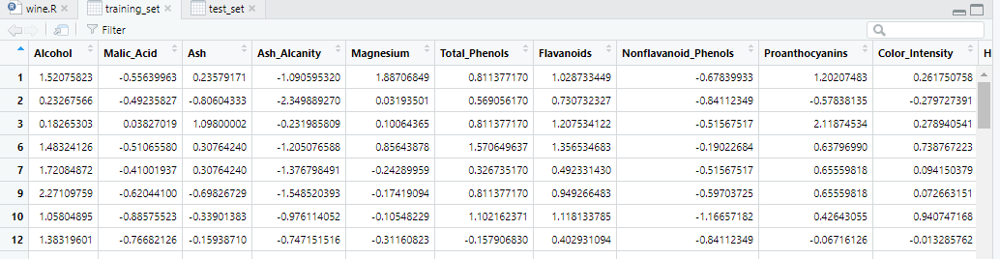 wine.R training_set test_set
Filter
Alcohol Malic_Acid Ash Ash_Alcanity Magnesium Total_Phenols Flavanoids Nonflavanoid_Phenols Proanthocyanins Color_Intensity H
1 1.52075823 -0.55639963 0.23579171 -1.090595320 1.88706849 0.811377170 1.028733449 -0.67839933 1.20207483 0.261750758
2 0.23267566 -0.49235827 -0.80604333 -2.349889270 0.03193501 0.569056170 0.730732327 -0.84112349 -0.57838135 -0.279727391
3 0.18265303 0.03827019 1.09800002 -0.231985809 0.10064365 0.811377170 1.207534122 -0.51567517 2.11874534 0.278940541
6 1.48324126 -0.51065580 0.30764240 -1.205076588 0.85643878 1.570649637 1.356534683 -0.19022684 0.63796990 0.738767223
7 1.72084872 -0.41001937 0.30764240 -1.376798491 -0.24289959 0.326735170 0.492331430 -0.51567517 0.65559818 0.094150379
9 2.27109759 -0.62044100 -0.69826729 -1.548520393 -0.17419094 0.811377170 0.949266483 -0.59703725 0.65559818 0.072663151
10 1.05804895 -0.88575523 -0.33901383 -0.976114052 -0.10548229 1.102162371 1.118133785 -1.16657182 0.42643055 0.940747168
12 1.38319601 -0.76682126 -0.15938710 -0.747151516 -0.31160823 -0.157906830 0.402931094 -0.84112349 -0.06716126 -0.013285762